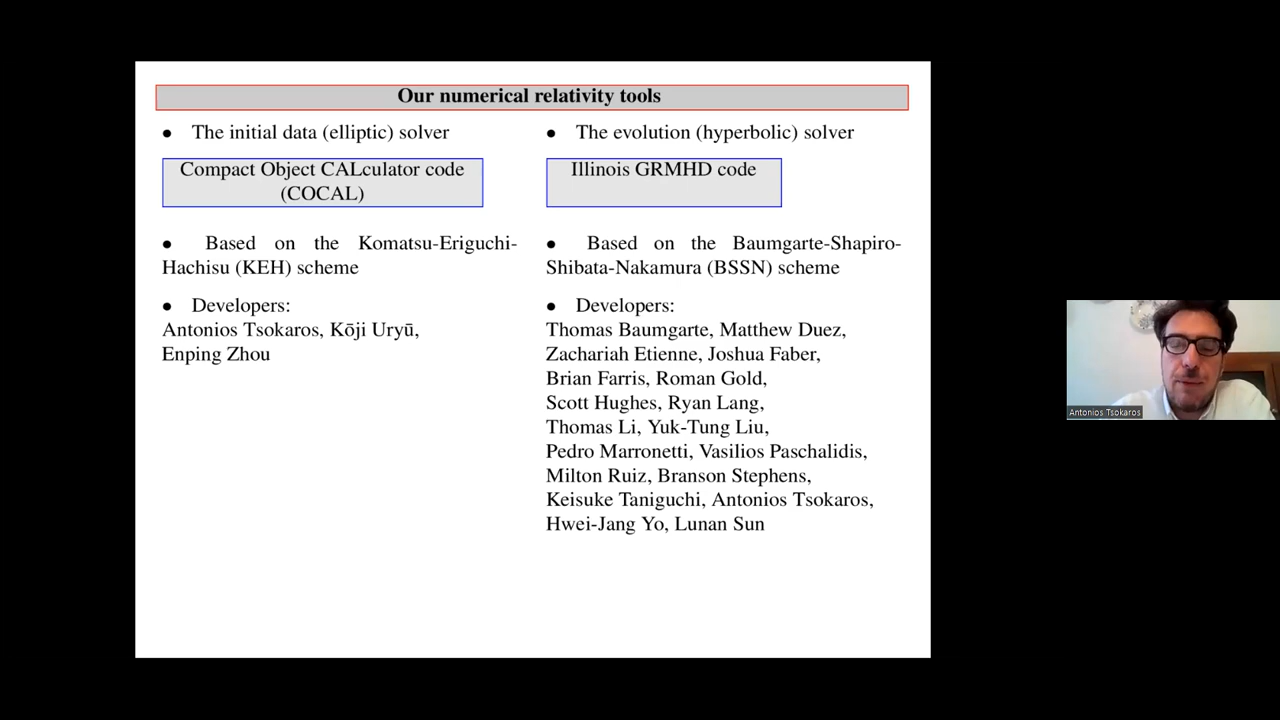 Our numerical relativity tools
• The initial data (elliptic) solver
Compact Object CALculator code
(COCAL)
• Based on the Komatsu-Eriguchi-
Hachisu (KEH) scheme
• Developers:
Antonios Tsokaros, Kōji Uryū,
Enping Zhou
• The evolution (hyperbolic) solver
Illinois GRMHD code
• Based on the Baumgarte-Shapiro-
Shibata-Nakamura (BSSN) scheme
• Developers:
Thomas Baumgarte, Matthew Duez,
Zachariah Etienne, Joshua Faber,
Brian Farris, Roman Gold,
Scott Hughes, Ryan Lang,
Thomas Li, Yuk-Tung Liu,
Pedro Marronetti, Vasilios Paschalidis,
Milton Ruiz, Branson Stephens,
Keisuke Taniguchi, Antonios Tsokaros,
Hwei-Jang Yo, Lunan Sun
Antonios Tsokaros